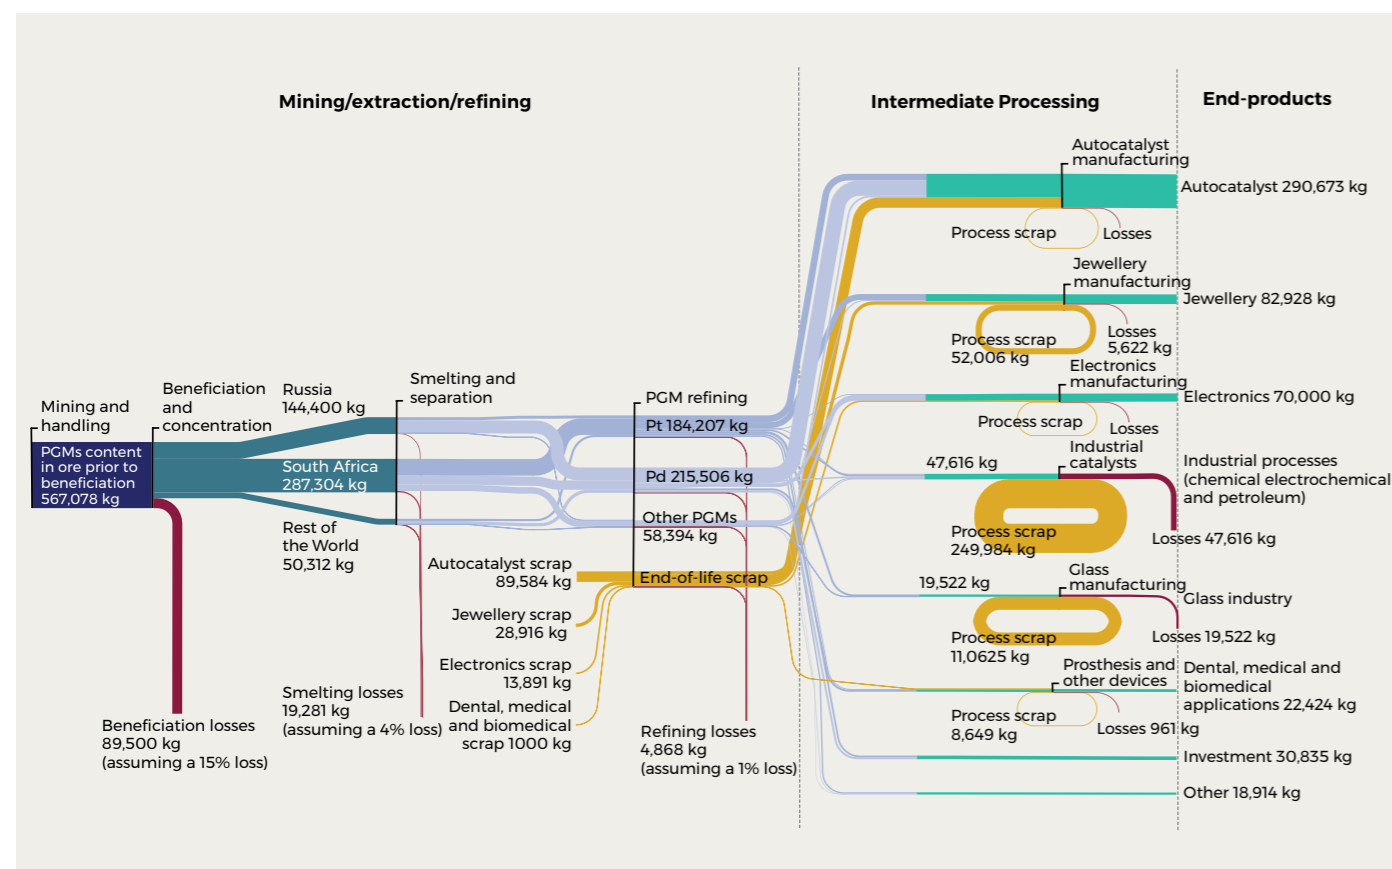 Mining/extraction/refining
Intermediate Processing
End-products
Mining and
handling
PGMs content
in ore prior to
beneficiation
567,078 kg
Beneficiation
and
concentration
Beneficiation losses
89,500 kg
(assuming a 15% loss)
Russia
144,400 kg
South Africa
287,304 kg
Rest of
the World
50,312 kg
Smelting and
separation
Smelting losses
19,281 kg
(assuming a 4% loss)
PGM refining
Pt 184,207 kg
Pd 215,506 kg
Other PGMs
58,394 kg
End-of-life scrap
Autocatalyst scrap
89,584 kg
Jewellery scrap
28,916 kg
Electronics scrap
13,891 kg
Dental, medical
and biomedical
scrap 1000 kg
Refining losses
4,868 kg
(assuming a 1% loss)
Autocatalyst
manufacturing
Process scrap
Losses
Autocatalyst 290,673 kg
Jewellery
manufacturing
Process scrap
52,006 kg
Losses
5,622 kg
Jewellery 82,928 kg
Electronics
manufacturing
Process scrap
Losses
Electronics 70,000 kg
47,616 kg
Industrial
catalysts
Process scrap
249,984 kg
Losses 47,616 kg
Industrial processes
(chemical electrochemical
and petroleum)
19,522 kg
Glass
manufacturing
Process scrap
11,0625 kg
Losses 19,522 kg
Glass industry
Prosthesis and
other devices
Process scrap
8,649 kg
Losses 961 kg
Dental, medical and
biomedical
applications 22,424 kg
Investment 30,835 kg
Other 18,914 kg